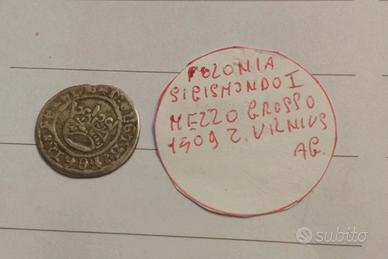 POLONIA
SIGISMONDO I
MEZZO GROSSO
1509 Z. VILNIUS
AG.
subito